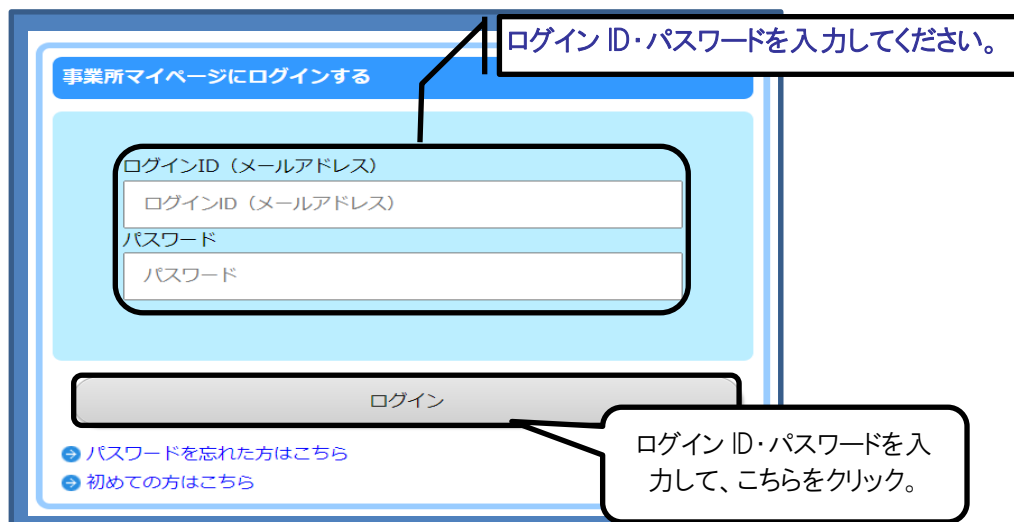 ログイン ID・パスワードを入力してください。
事業所マイページにログインする
ログインID（メールアドレス）
ログインID（メールアドレス）
パスワード
パスワード
ログイン
ログイン ID・パスワードを入
力して、こちらをクリック。
パスワードを忘れた方はこちら
初めての方はこちら